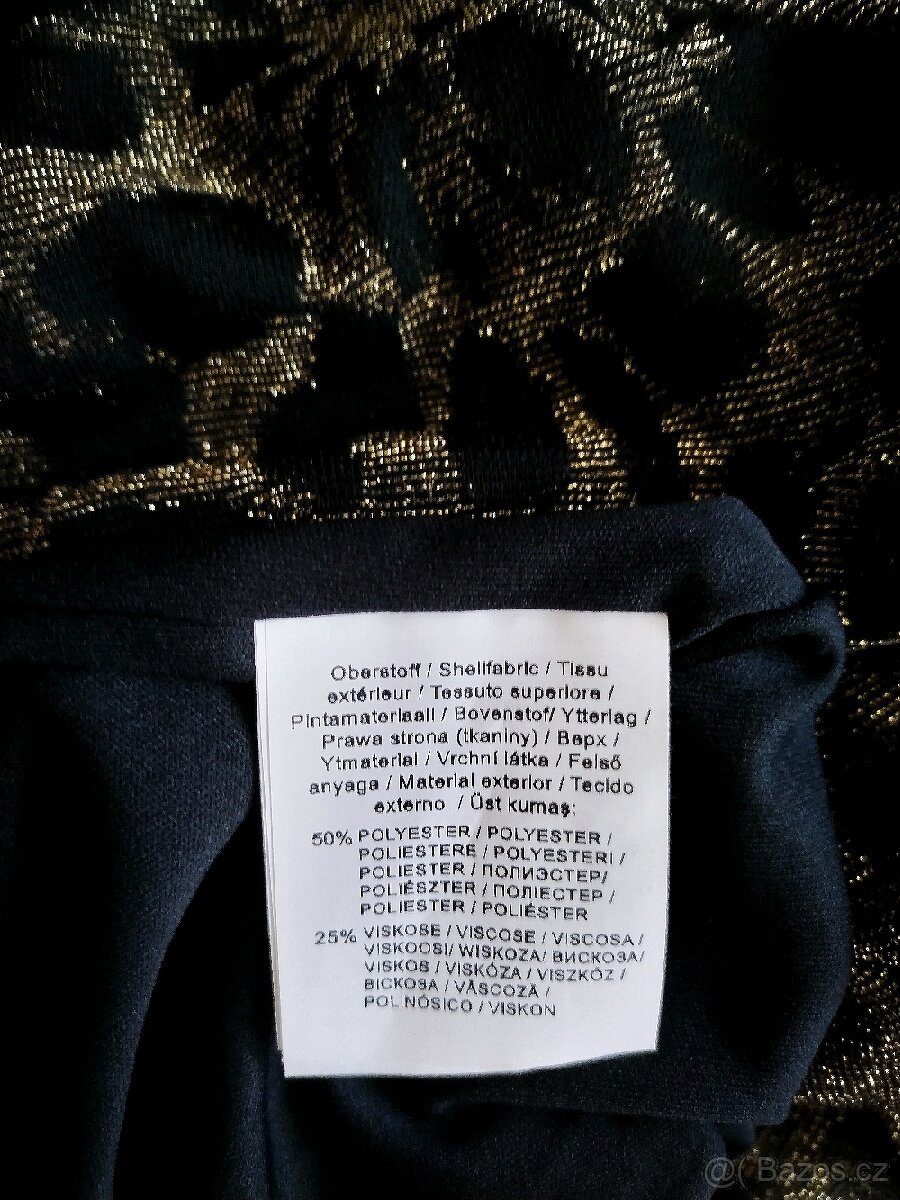 Oberstoff / Shellfabric / Tissu
extérieur / Tessuto superiore /
Pintamateriaali / Bovenstof/ Ytterlag /
Prawa strona (tkaniny) / Верх /
Ytmaterial / Vrchní látka / Felső
anyaga / Material exterior / Tecido
externo / Üst kumaş:
50% POLYESTER / POLYESTER /
POLIESTERE / POLYESTERI /
POLIESTER / ПОЛИЭСТЕР/
POLIÉSZTER / ПОЛІЕСТЕР /
POLIESTER / POLIÉSTER
25% VISKOSE / VISCOSE / VISCOSA /
VISKOOSI/ WISKOZA/ ВИСКОЗА/
VISKOS / VISKÓZA / VISZKÓZ /
ВІСКОЗА / VÂSCOZĂ /
POLINÓSICO / VISKON
@( Bazos.cz